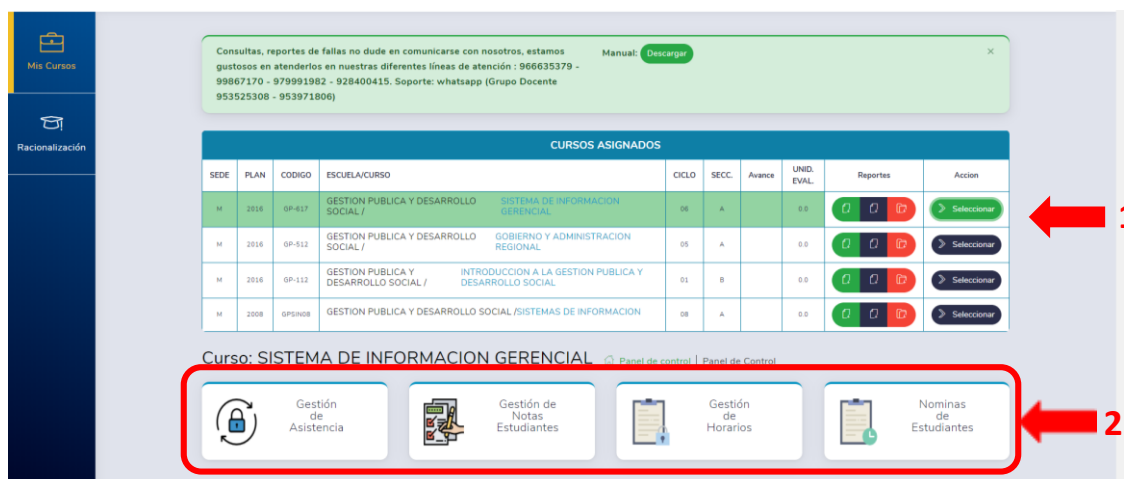 Mis Cursos
Racionalización
Consultas, reportes de fallas no dude en comunicarse con nosotros, estamos
gustosos en atenderlos en nuestras diferentes líneas de atención : 966635379 -
99867170 - 979991982 - 928400415. Soporte: whatsapp (Grupo Docente
953525308 - 953971806)
Manual: Descargar
×
CURSOS ASIGNADOS
SEDE PLAN CODIGO ESCUELA/CURSO CICLO SECC. Avance UNID. EVAL. Reportes Accion
M 2016 GP-617 GESTION PUBLICA Y DESARROLLO SOCIAL / SISTEMA DE INFORMACION GERENCIAL 06 A 0.0 Seleccionar
M 2016 GP-512 GESTION PUBLICA Y DESARROLLO SOCIAL / GOBIERNO Y ADMINISTRACION REGIONAL 05 A 0.0 Seleccionar
M 2016 GP-112 GESTION PUBLICA Y DESARROLLO SOCIAL / INTRODUCCION A LA GESTION PUBLICA Y DESARROLLO SOCIAL 01 B 0.0 Seleccionar
M 2008 GPSIN08 GESTION PUBLICA Y DESARROLLO SOCIAL /SISTEMAS DE INFORMACION 08 A 0.0 Seleccionar
1
Curso: SISTEMA DE INFORMACION GERENCIAL Panel de control | Panel de Control
Gestión
de
Asistencia
Gestión de
Notas
Estudiantes
Gestión
de
Horarios
Nominas
de
Estudiantes
2